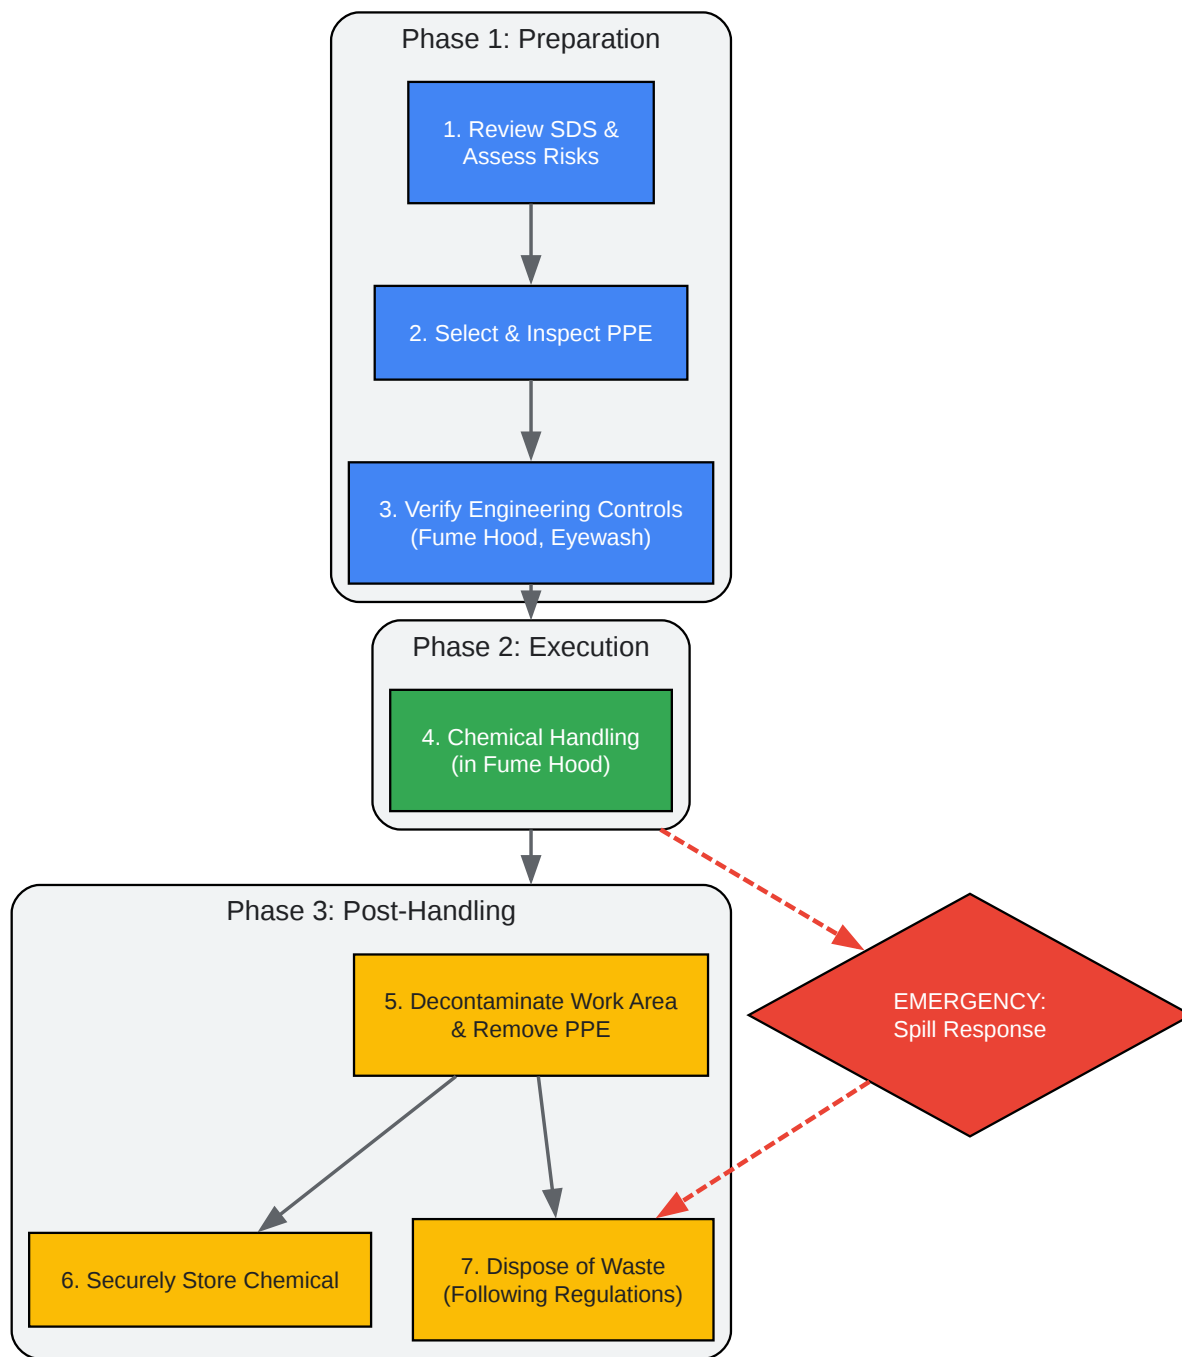 Phase 1: Preparation
1. Review SDS &
Assess Risks
2. Select & Inspect PPE
3. Verify Engineering Controls
(Fume Hood, Eyewash)
Phase 2: Execution
4. Chemical Handling
(in Fume Hood)
Phase 3: Post-Handling
5. Decontaminate Work Area
& Remove PPE
EMERGENCY:
Spill Response
6. Securely Store Chemical
7. Dispose of Waste
(Following Regulations)